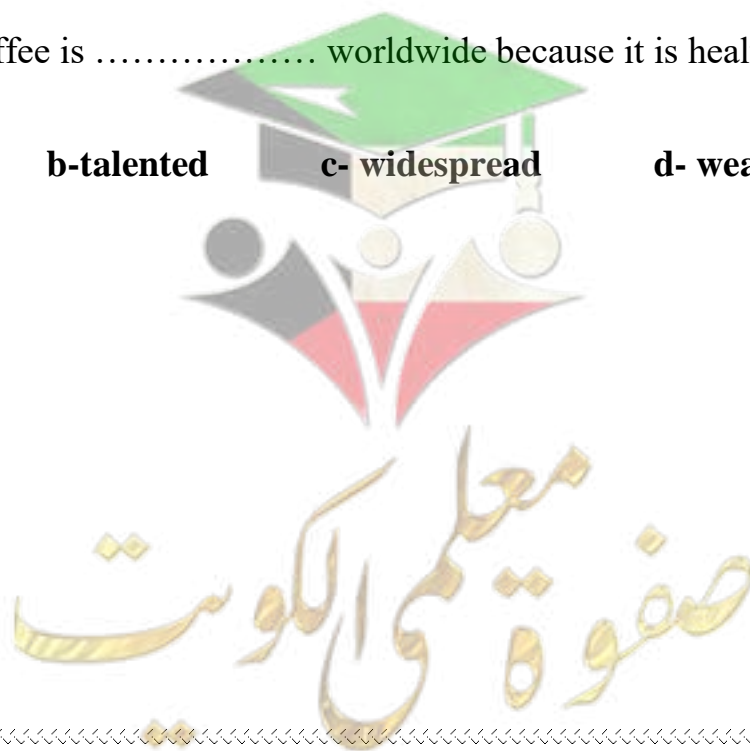 ffee is ……………… worldwide because it is heal
b-talented c- widespread d- wea
صفوة معلمي الكويت